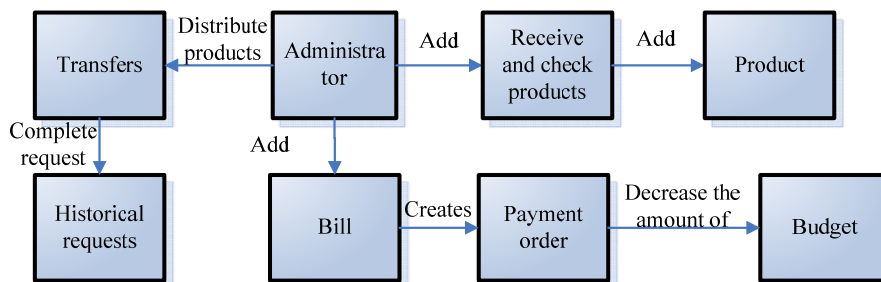 Transfers
Distribute
products
Administra
tor
Add
Receive
and check
products
Add
Product
Complete
request
Add
Historical
requests
Bill
Creates
Payment
order
Decrease the
amount of
Budget